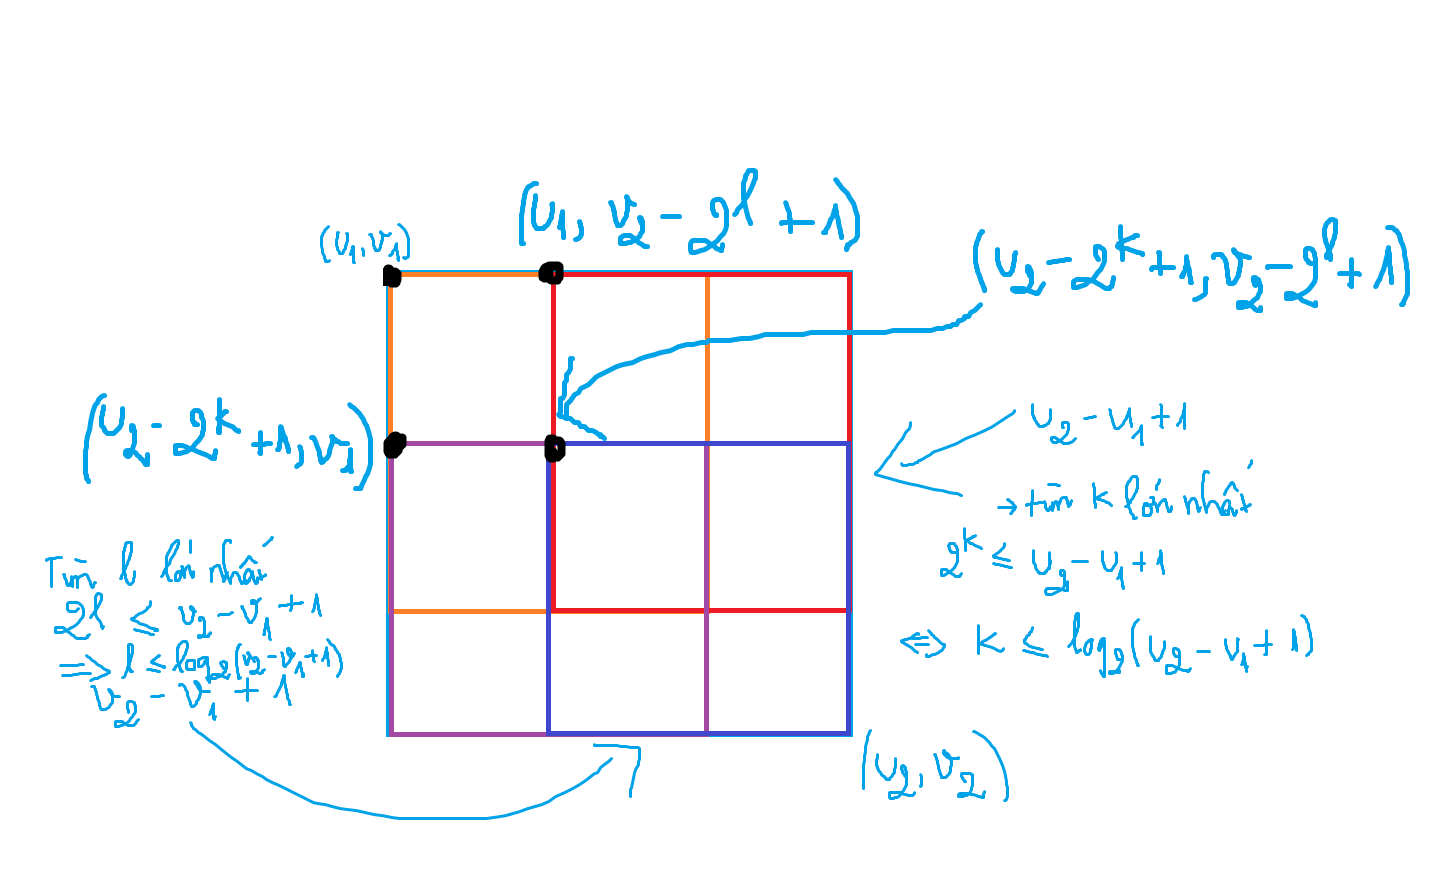 (u₁, v₂ - 2^l + 1)
(u₁, v₁)
(u₂ - 2^k + 1, v₂ - 2^l + 1)
(u₂ - 2^k + 1, v₁)
u₂ - u₁ + 1
→ tìm k lớn nhất
2^k ≤ u₂ - u₁ + 1
⇔ k ≤ log₂(u₂ - u₁ + 1)
Tìm l lớn nhất
2^l ≤ v₂ - v₁ + 1
⇒ l ≤ log₂(v₂ - v₁ + 1)
v₂ - v₁ + 1
(u₂, v₂)